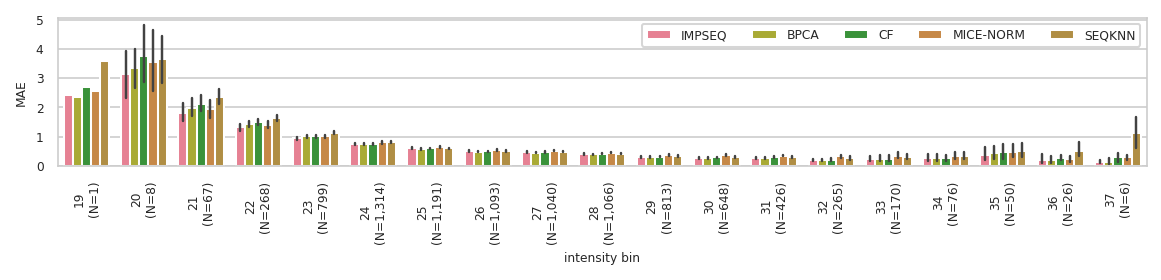 5
4
3
2
1
0
MAE
IMPSEQ
BPCA
CF
MICE-NORM
SEQKNN
19
(N=1)
20
(N=8)
21
(N=67)
22
(N=268)
23
(N=799)
24
(N=1,314)
25
(N=1,191)
26
(N=1,093)
27
(N=1,040)
28
(N=1,066)
29
(N=813)
30
(N=648)
31
(N=426)
32
(N=265)
33
(N=170)
34
(N=76)
35
(N=50)
36
(N=26)
37
(N=6)
intensity bin